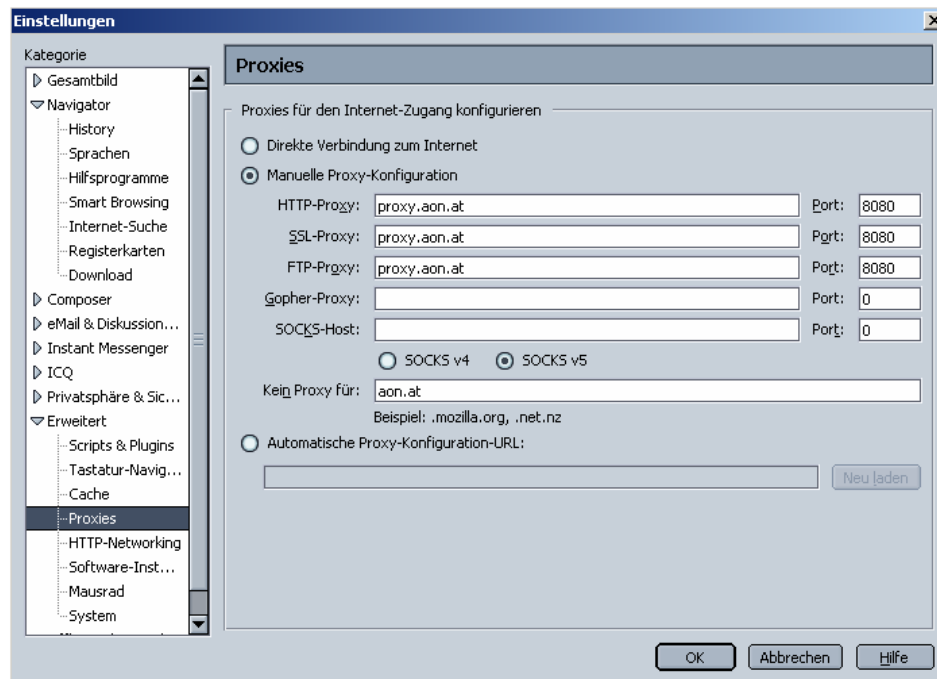 Einstellungen
Kategorie
Gesamtbild
Navigator
History
Sprachen
Hilfsprogramme
Smart Browsing
Internet-Suche
Registerkarten
Download
Composer
eMail & Diskussion...
Instant Messenger
ICQ
Privatsphäre & Sic...
Erweitert
Scripts & Plugins
Tastatur-Navig...
Cache
Proxies
HTTP-Networking
Software-Inst...
Mausrad
System
Proxies
Proxies für den Internet-Zugang konfigurieren
Direkte Verbindung zum Internet
Manuelle Proxy-Konfiguration
HTTP-Proxy: proxy.aon.at Port: 8080
SSL-Proxy: proxy.aon.at Port: 8080
FTP-Proxy: proxy.aon.at Port: 8080
Gopher-Proxy: Port: 0
SOCKS-Host: Port: 0
SOCKS v4 SOCKS v5
Kein Proxy für: aon.at
Beispiel: .mozilla.org, .net.nz
Automatische Proxy-Konfiguration-URL:
Neu laden
OK Abbrechen Hilfe